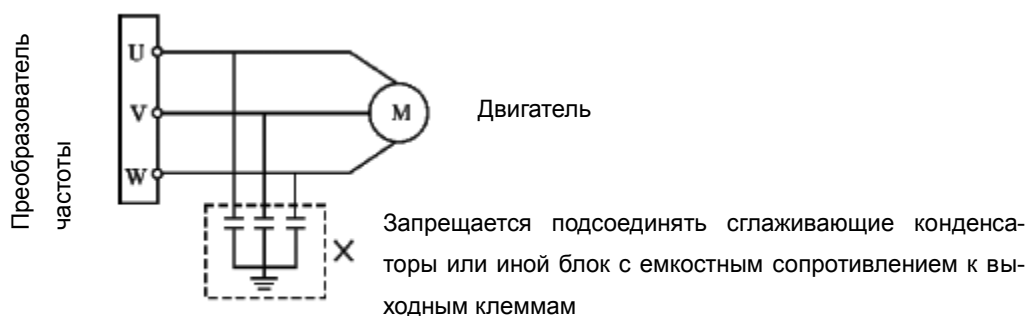 Преобразователь
частоты
U
V
W
M
Двигатель
Запрещается подсоединять сглаживающие конденса-
торы или иной блок с емкостным сопротивлением к вы-
ходным клеммам